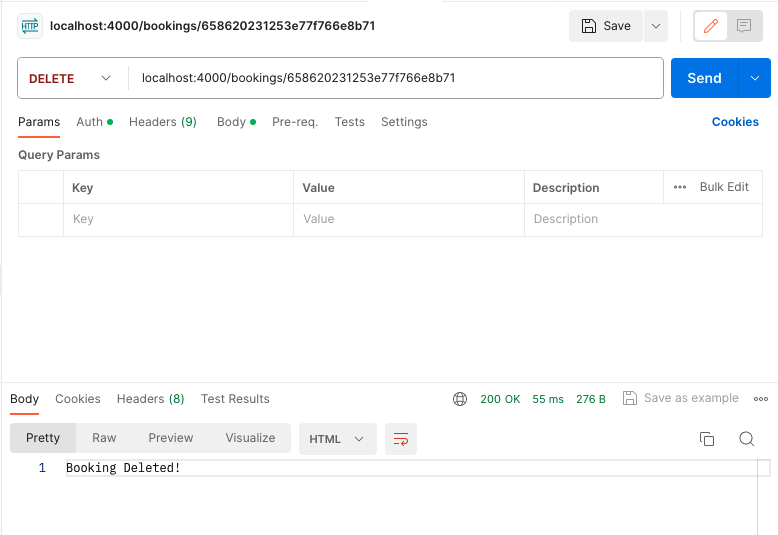 HTTP localhost:4000/bookings/658620231253e77f766e8b71 Save
DELETE localhost:4000/bookings/658620231253e77f766e8b71 Send
Params Auth Headers (9) Body Pre-req. Tests Settings Cookies
Query Params
Key Value Description Bulk Edit
Key Value Description
Body Cookies Headers (8) Test Results 200 OK 55 ms 276 B Save as example
Pretty Raw Preview Visualize HTML
1 Booking Deleted!